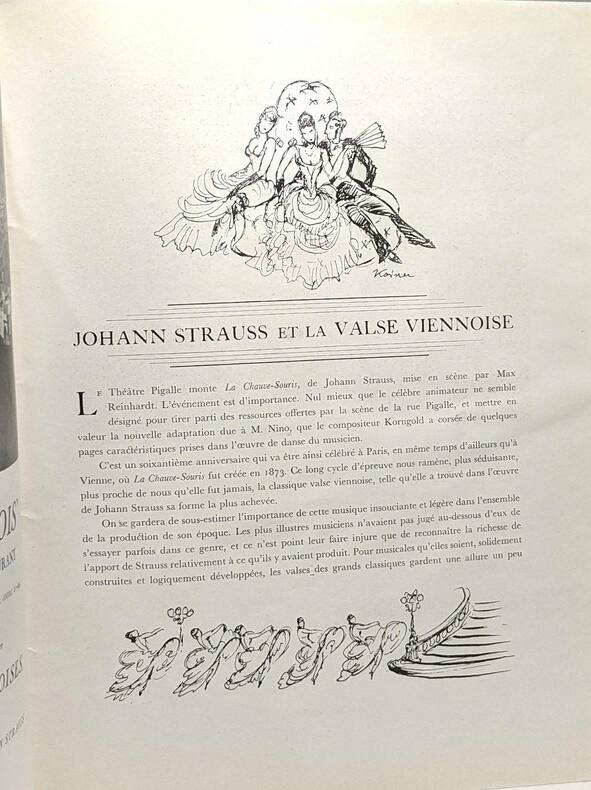 Kainer
JOHANN STRAUSS ET LA VALSE VIENNOISE
LE Théâtre Pigalle monte La Chauve-Souris, de Johann Strauss, mise en scène par Max
Reinhardt. L'événement est d'importance. Nul mieux que le célèbre animateur ne semble
désigné pour tirer parti des ressources offertes par la scène de la rue Pigalle, et mettre en
valeur la nouvelle adaptation due à M. Nino, que le compositeur Korngold a corsée de quelques
pages caractéristiques prises dans l'œuvre de danse du musicien.
C'est un soixantième anniversaire qui va être ainsi célébré à Paris, en même temps d'ailleurs qu'à
Vienne, où La Chauve-Souris fut créée en 1873. Ce long cycle d'épreuve nous ramène, plus séduisante,
plus proche de nous qu'elle fut jamais, la classique valse viennoise, telle qu'elle a trouvé dans l'œuvre
de Johann Strauss sa forme la plus achevée.
On se gardera de sous-estimer l'importance de cette musique insouciante et légère dans l'ensemble
de la production de son époque. Les plus illustres musiciens n'avaient pas jugé au-dessous d'eux de
s'essayer parfois dans ce genre, et ce n'est point leur faire injure que de reconnaître la richesse de
l'apport de Strauss relativement à ce qu'ils y avaient produit. Pour musicales qu'elles soient, solidement
construites et logiquement développées, les valses des grands classiques gardent une allure un peu
OIS"
URANT
OISES
N STRAUSS